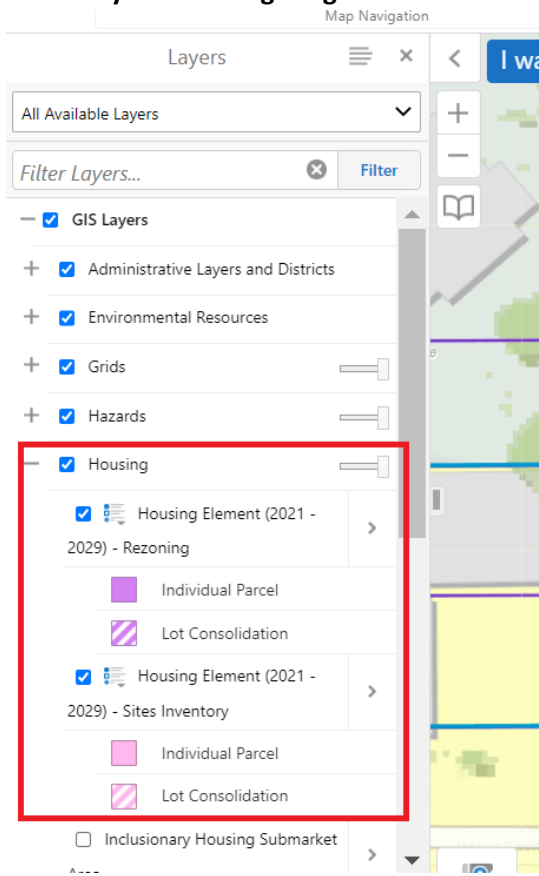 Map Navigation
Layers
I wa
All Available Layers
Filter Layers...
Filter
GIS Layers
Administrative Layers and Districts
Environmental Resources
Grids
Hazards
Housing
Housing Element (2021 -
2029) - Rezoning
Individual Parcel
Lot Consolidation
Housing Element (2021 -
2029) - Sites Inventory
Individual Parcel
Lot Consolidation
Inclusionary Housing Submarket